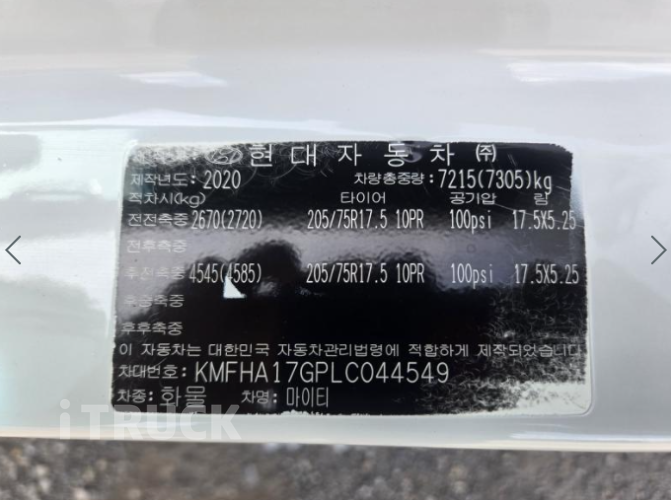 현대자동차 ㈜
제작년도: 2020 차량총중량: 7215(7305)kg
적차시(kg) 타이어 공기압 림
전전축중 2670(2720) 205/75R17.5 10PR 100psi 17.5X5.25
전후축중
후전축중 4545(4585) 205/75R17.5 10PR 100psi 17.5X5.25
후중축중
후후축중
이 자동차는 대한민국 자동차관리법령에 적합하게 제작되었습니다.
차대번호: KMFHA17GPLC044549
차종: 화물 차명: 마이티
iTRUCK